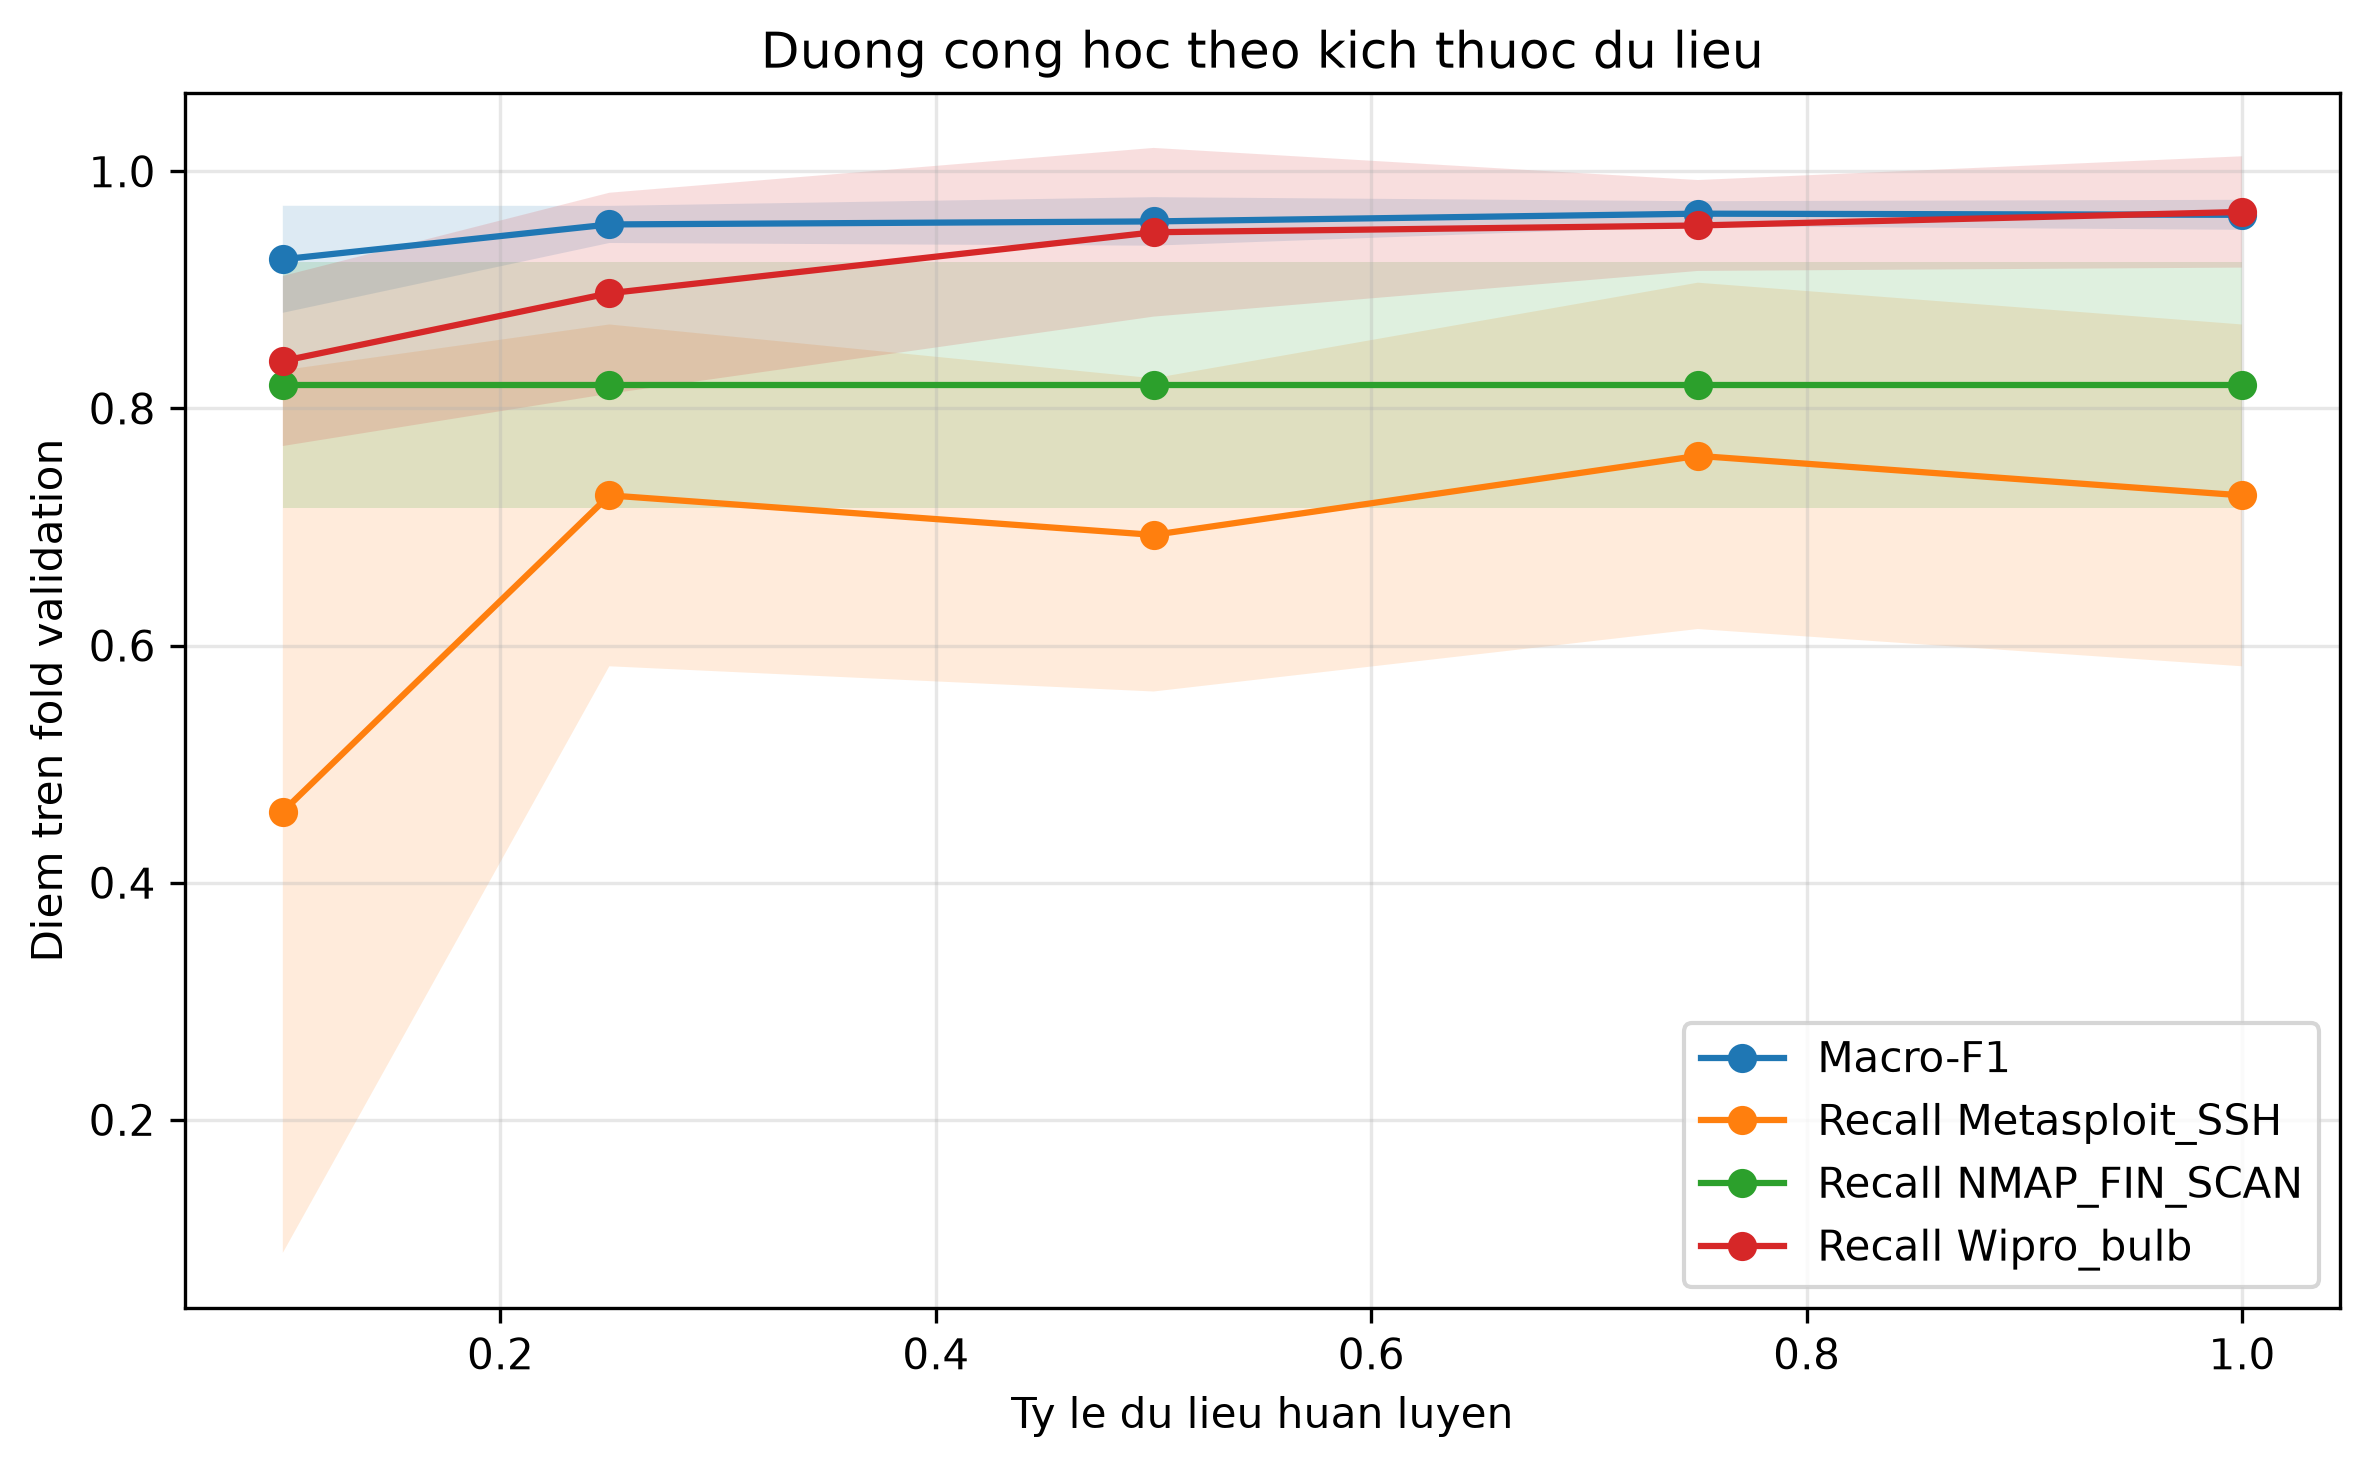 Duong cong hoc theo kich thuoc du lieu
Diem tren fold validation
1.0
0.8
0.6
0.4
0.2
0.2 0.4 0.6 0.8 1.0
Ty le du lieu huan luyen
Macro-F1
Recall Metasploit_SSH
Recall NMAP_FIN_SCAN
Recall Wipro_bulb